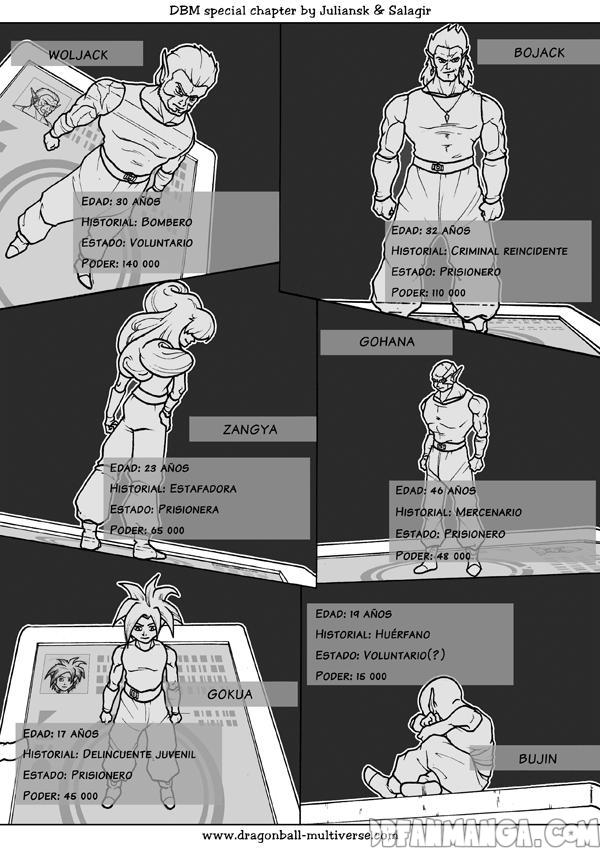 DBM special chapter by Juliansk & Salagir
WOLJACK
EDAD: 30 AÑOS
HISTORIAL: BOMBERO
ESTADO: VOLUNTARIO
PODER: 140 000
BOJACK
EDAD: 32 AÑOS
HISTORIAL: CRIMINAL REINCIDENTE
ESTADO: PRISIONERO
PODER: 110 000
ZANGYA
EDAD: 23 AÑOS
HISTORIAL: ESTAFADORA
ESTADO: PRISIONERA
PODER: 65 000
GOHANA
EDAD: 46 AÑOS
HISTORIAL: MERCENARIO
ESTADO: PRISIONERO
PODER: 48 000
GOKUA
EDAD: 17 AÑOS
HISTORIAL: DELINCUENTE JUVENIL
ESTADO: PRISIONERO
PODER: 45 000
EDAD: 19 AÑOS
HISTORIAL: HUÉRFANO
ESTADO: VOLUNTARIO(?)
PODER: 15 000
BUJIN
www.dragonball-multiverse.com
DBFANMANGA.COM